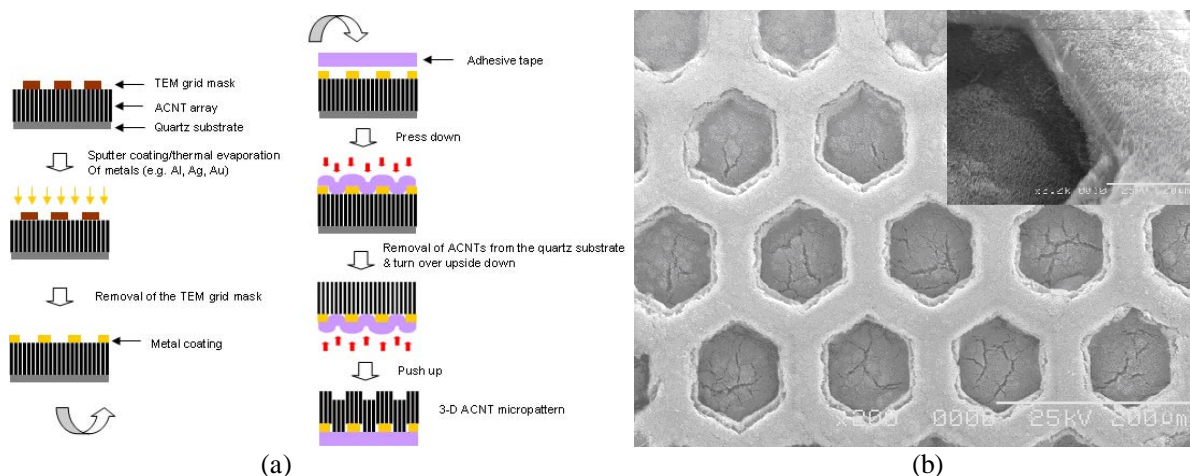 TEM grid mask
ACNT array
Quartz substrate
Sputter coating/thermal evaporation
Of metals (e.g. Al, Ag, Au)
Removal of the TEM grid mask
Metal coating
Adhesive tape
Press down
Removal of ACNTs from the quartz substrate
& turn over upside down
Push up
3-D ACNT micropattern
(a)
25kV
x200 0008 25kV 200µm
(b)